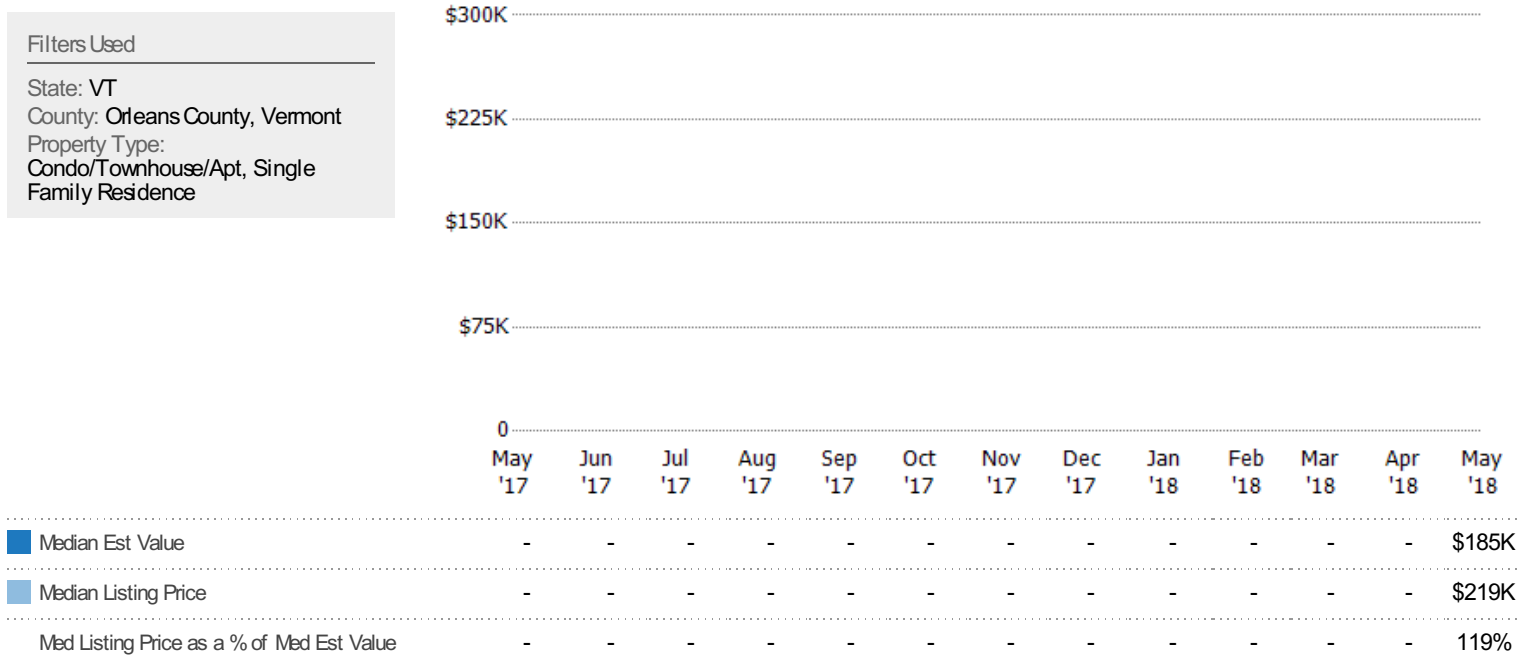 Filters Used
State: VT
County: Orleans County, Vermont
Property Type:
Condo/Townhouse/Apt, Single
Family Residence
$300K
$225K
$150K
$75K
0
May Jun Jul Aug Sep Oct Nov Dec Jan Feb Mar Apr May
'17 '17 '17 '17 '17 '17 '17 '17 '18 '18 '18 '18 '18
Median Est Value - - - - - - - - - - - - $185K
Median Listing Price - - - - - - - - - - - - $219K
Med Listing Price as a % of Med Est Value - - - - - - - - - - - - 119%